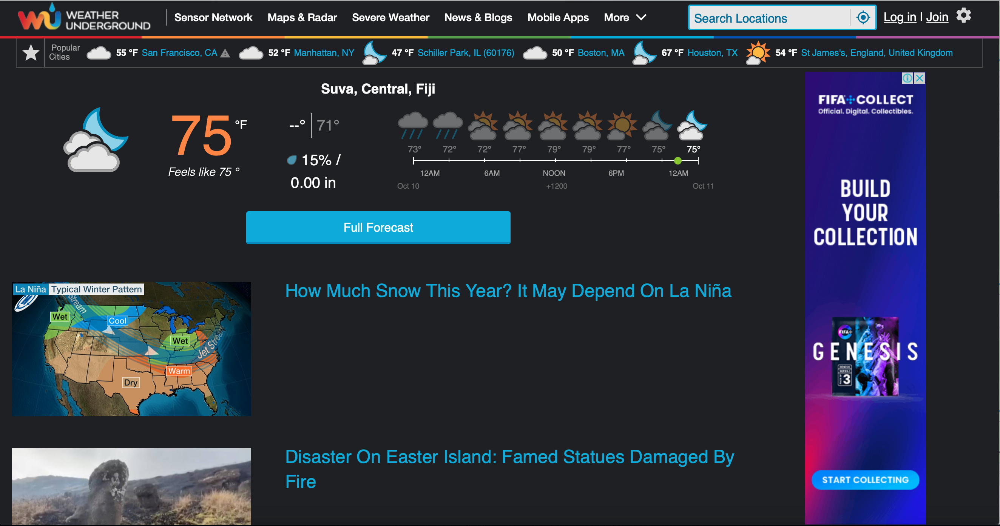 WEATHER
UNDERGROUND
Sensor Network Maps & Radar Severe Weather News & Blogs Mobile Apps More
Search Locations
Log in | Join
Popular
Cities
55 °F San Francisco, CA
52 °F Manhattan, NY
47 °F Schiller Park, IL (60176)
50 °F Boston, MA
67 °F Houston, TX
54 °F St James's, England, United Kingdom
Suva, Central, Fiji
75 °F
Feels like 75 °
--° | 71°
15% /
0.00 in
73° 72° 72° 77° 79° 79° 77° 75° 75°
12AM 6AM NOON 6PM 12AM
Oct 10 +1200 Oct 11
Full Forecast
La Niña Typical Winter Pattern
Stream
Wet
Cool
Wet
Jet Stream
Warm
Dry
How Much Snow This Year? It May Depend On La Niña
Disaster On Easter Island: Famed Statues Damaged By
Fire
FIFA+COLLECT
Official. Digital. Collectibles.
BUILD
YOUR
COLLECTION
FIFA+
GENESIS
3
START COLLECTING